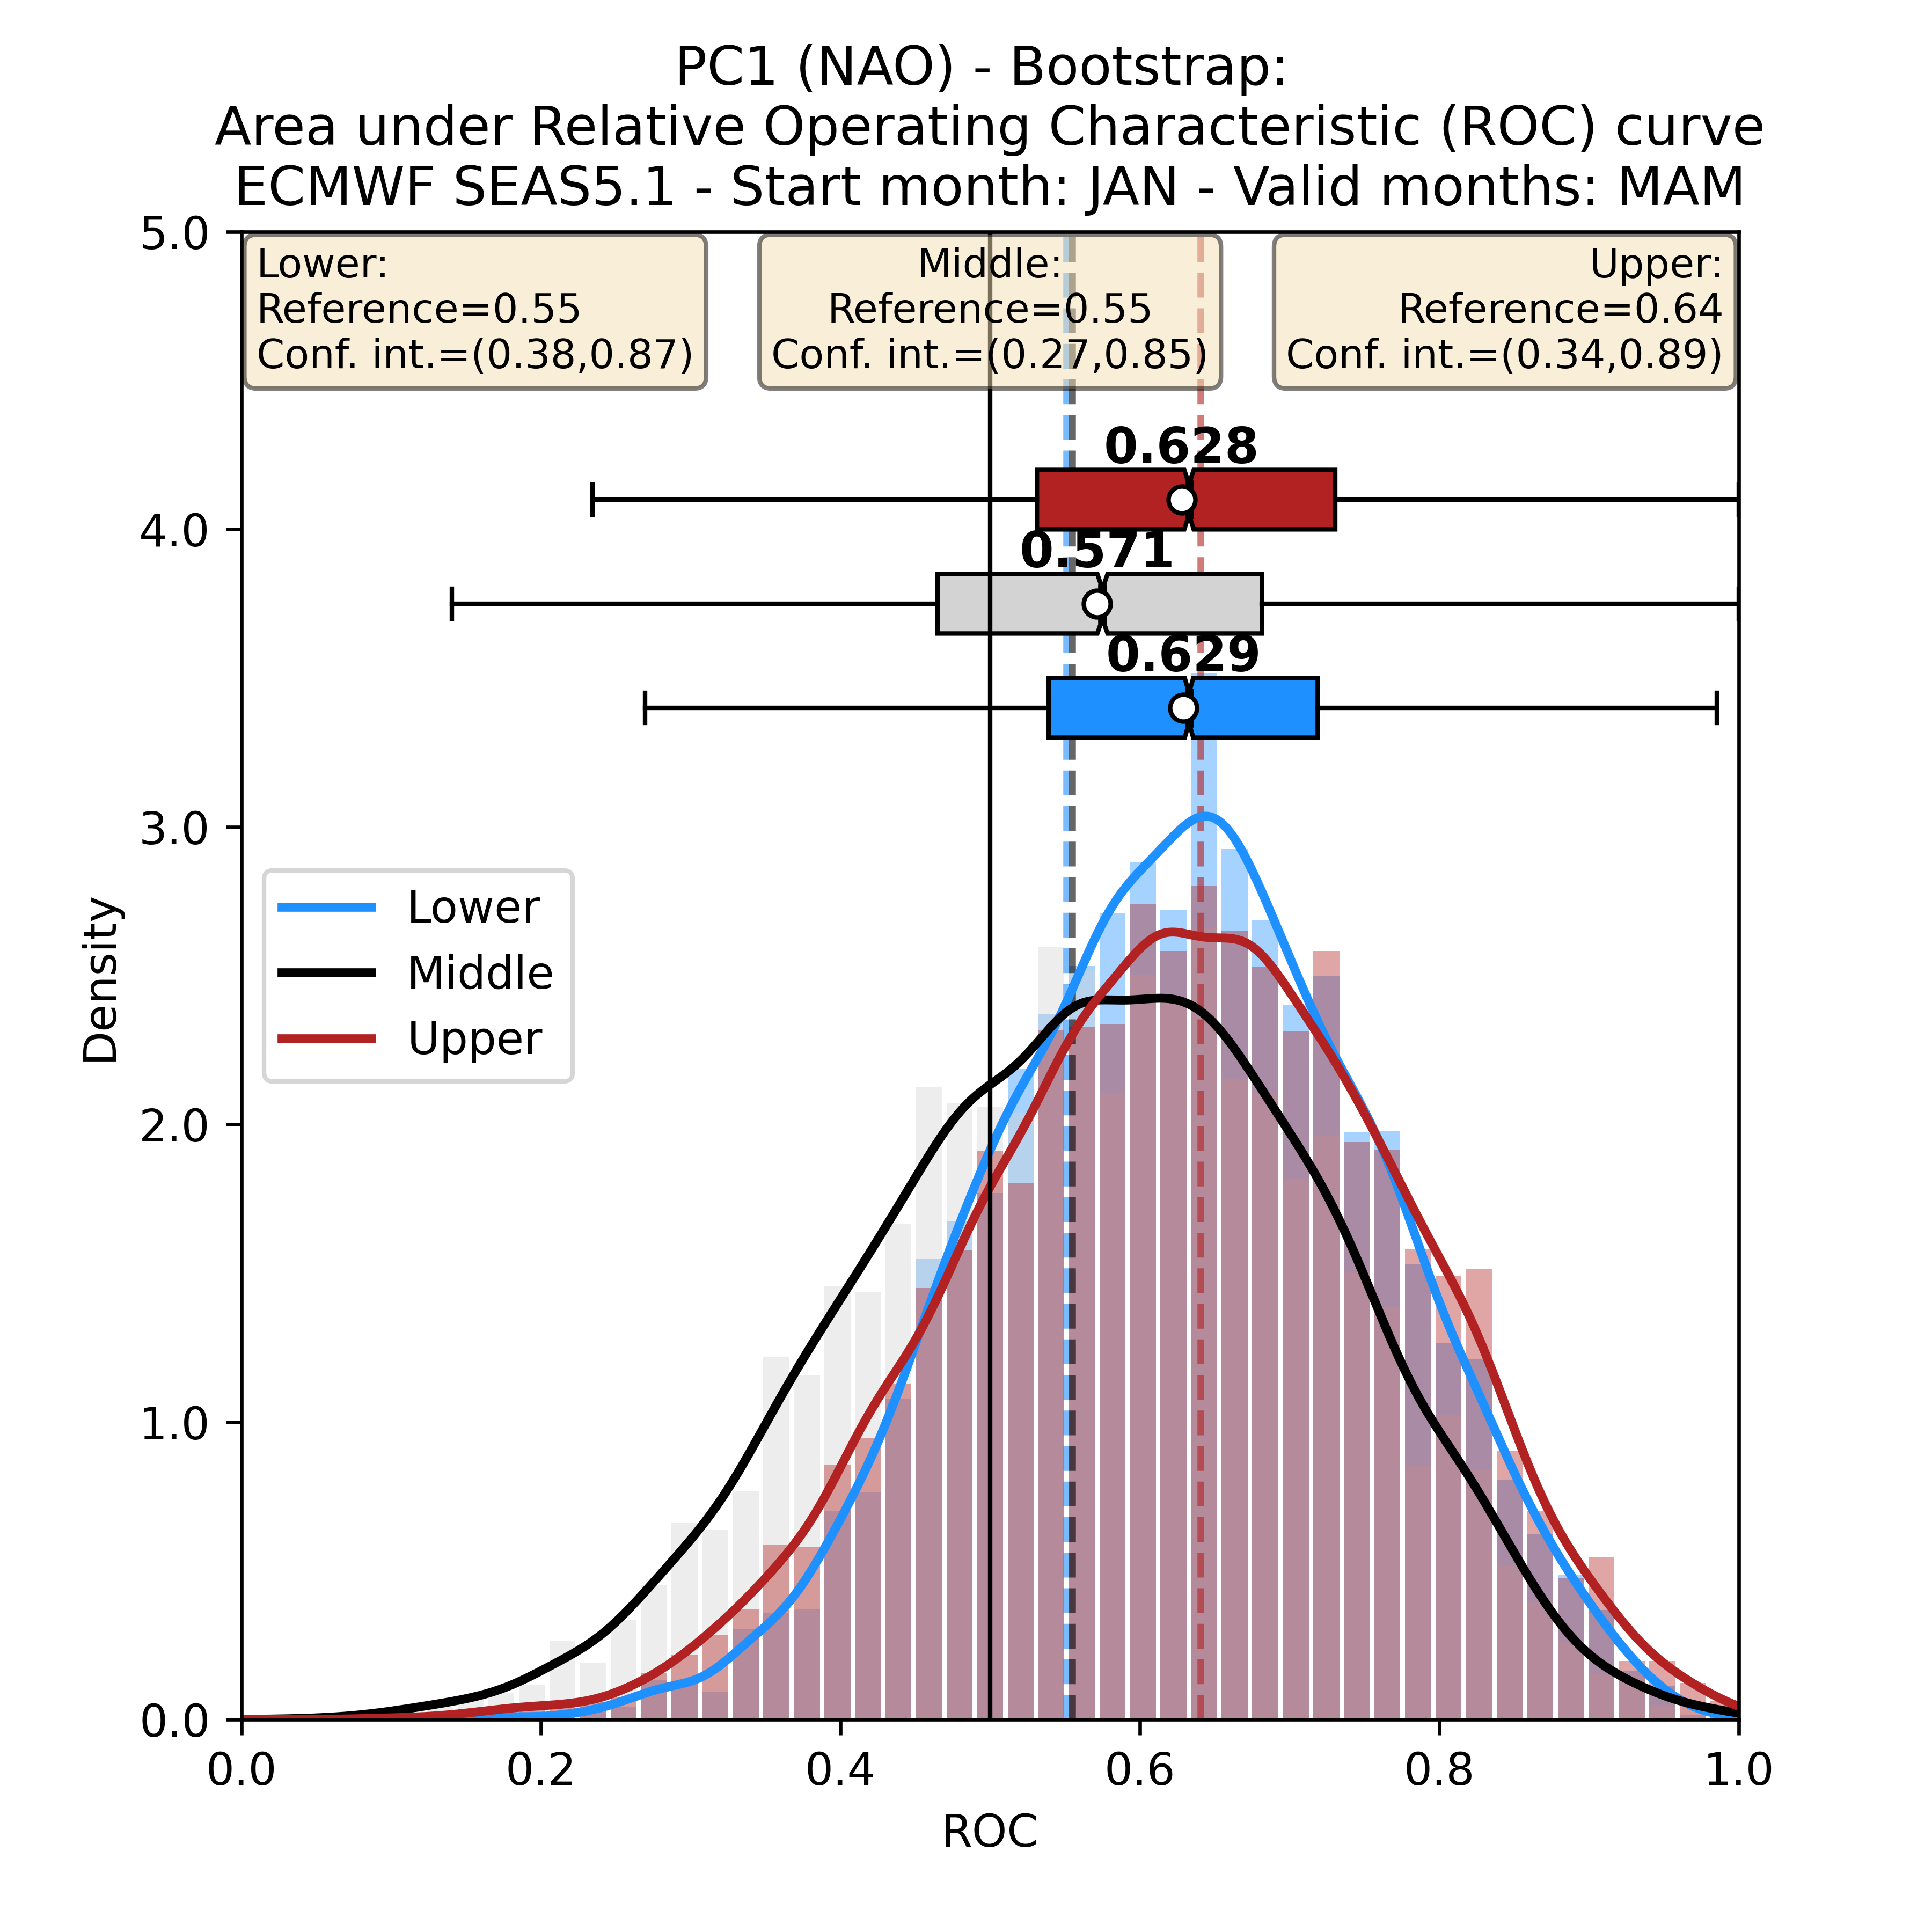 PC1 (NAO) - Bootstrap:
Area under Relative Operating Characteristic (ROC) curve
ECMWF SEAS5.1 - Start month: JAN - Valid months: MAM
Lower:
Reference=0.55
Conf. int.=(0.38,0.87)
Middle:
Reference=0.55
Conf. int.=(0.27,0.85)
Upper:
Reference=0.64
Conf. int.=(0.34,0.89)
0.628
0.571
0.629
Lower
Middle
Upper
Density
5.0
4.0
3.0
2.0
1.0
0.0
0.0 0.2 0.4 0.6 0.8 1.0
ROC